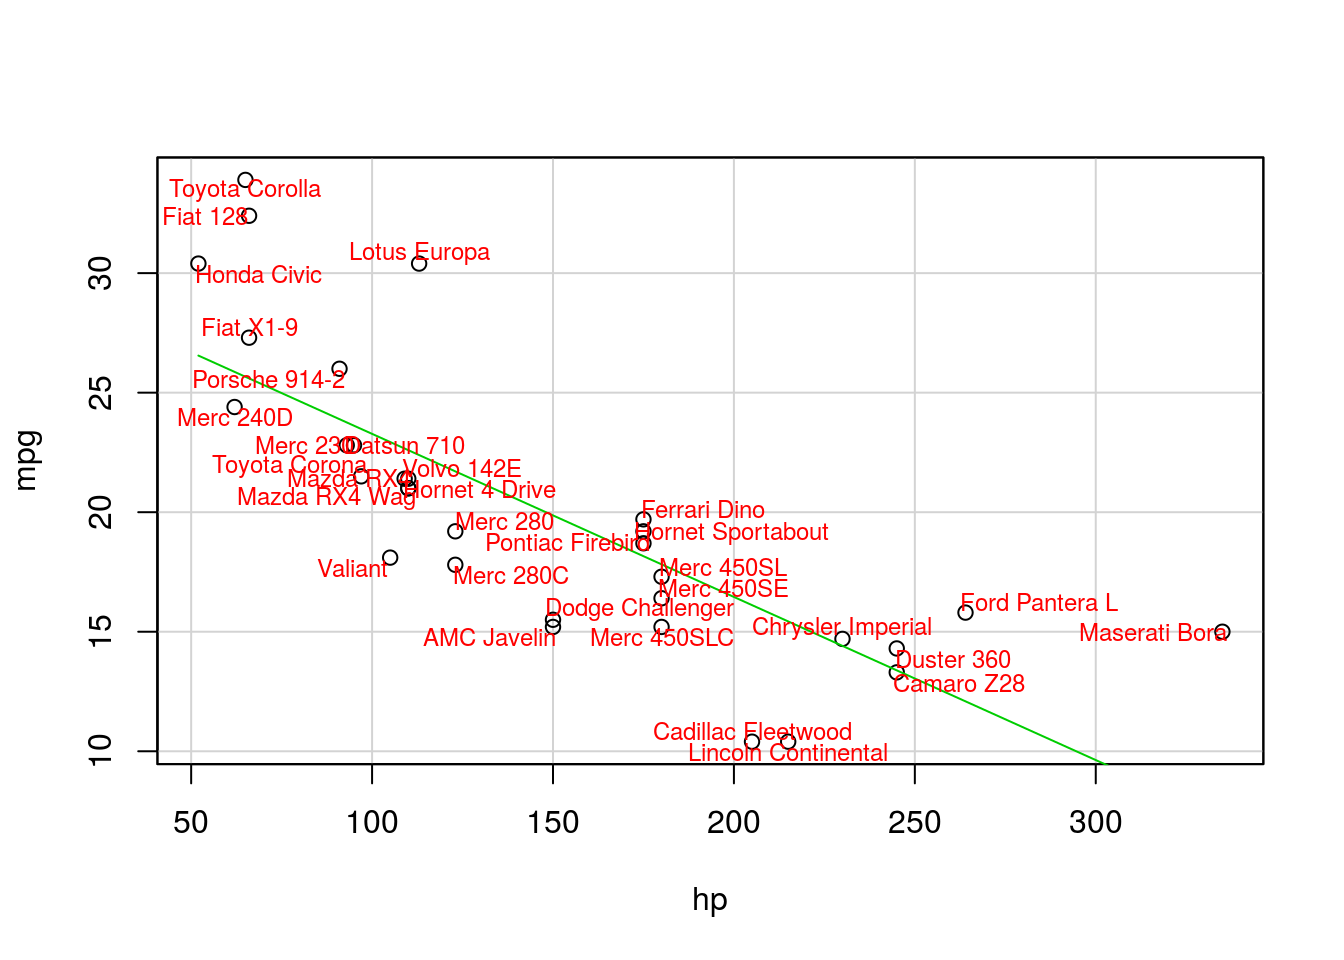 Toyota Corolla
Fiat 128
Lotus Europa
Honda Civic
Fiat X1-9
Porsche 914-2
Merc 240D
Merc 230
Datsun 710
Toyota Corona
Volvo 142E
Mazda RX4
Hornet 4 Drive
Mazda RX4 Wag
Ferrari Dino
Merc 280
Hornet Sportabout
Pontiac Firebird
Valiant
Merc 450SL
Merc 280C
Merc 450SE
Dodge Challenger
Ford Pantera L
Chrysler Imperial
Maserati Bora
AMC Javelin
Merc 450SLC
Duster 360
Camaro Z28
Cadillac Fleetwood
Lincoln Continental
30
25
20
15
10
mpg
50 100 150 200 250 300
hp